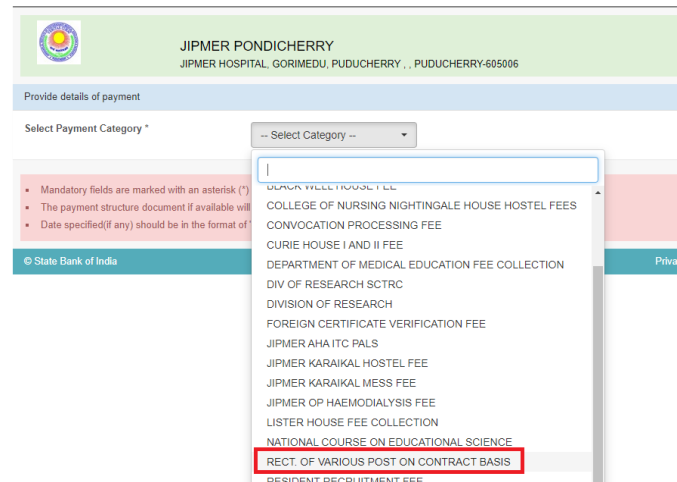 JIPMER PONDICHERRY
JIPMER HOSPITAL, GORIMEDU, PUDUCHERRY , , PUDUCHERRY-605006
Provide details of payment
Select Payment Category *
-- Select Category --
Mandatory fields are marked with an asterisk (*)
The payment structure document if available
Date specified(if any) should be in the format of
BLACK WELL HOUSE FEE
COLLEGE OF NURSING NIGHTINGALE HOUSE HOSTEL FEES
CONVOCATION PROCESSING FEE
CURIE HOUSE I AND II FEE
DEPARTMENT OF MEDICAL EDUCATION FEE COLLECTION
DIV OF RESEARCH SCTRC
DIVISION OF RESEARCH
FOREIGN CERTIFICATE VERIFICATION FEE
JIPMER AHA ITC PALS
JIPMER KARAIKAL HOSTEL FEE
JIPMER KARAIKAL MESS FEE
JIPMER OP HAEMODIALYSIS FEE
LISTER HOUSE FEE COLLECTION
NATIONAL COURSE ON EDUCATIONAL SCIENCE
RECT. OF VARIOUS POST ON CONTRACT BASIS
RESIDENT RECRUITMENT FEE
© State Bank of India